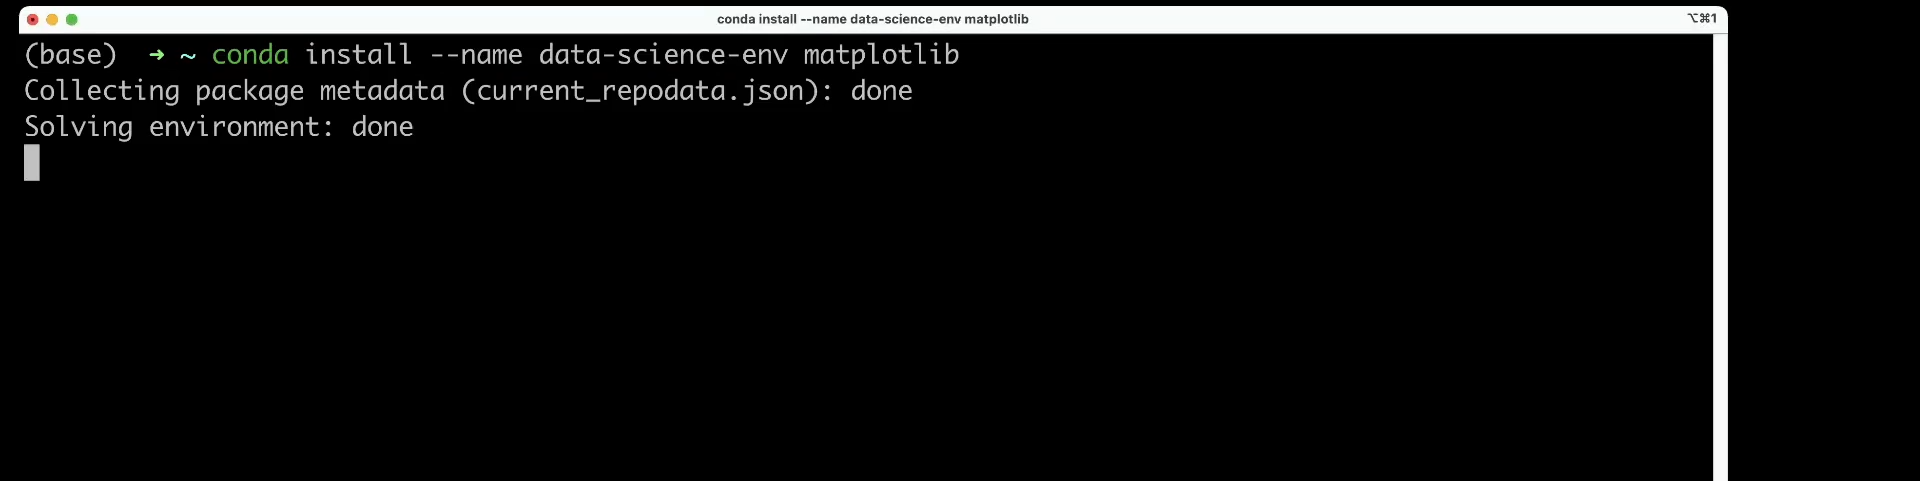 conda install --name data-science-env matplotlib ⌥⌘1
(base) ➜ ~ conda install --name data-science-env matplotlib
Collecting package metadata (current_repodata.json): done
Solving environment: done